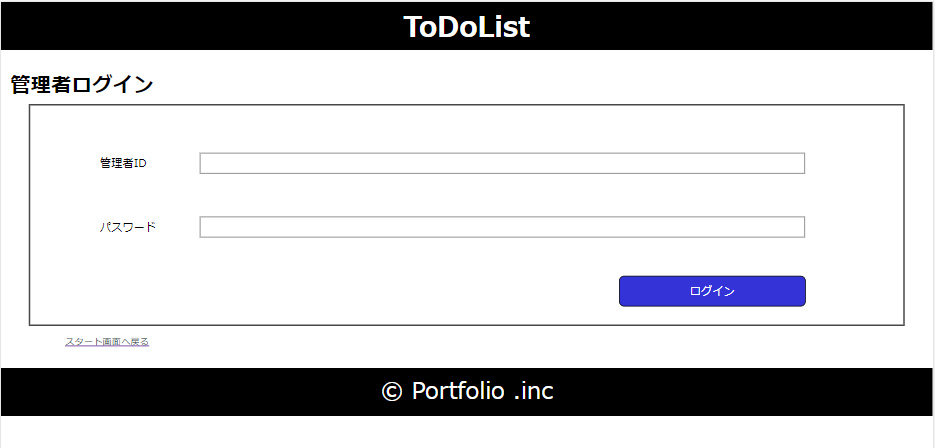 ToDoList
管理者ログイン
管理者ID
パスワード
ログイン
スタート画面へ戻る
© Portfolio .inc